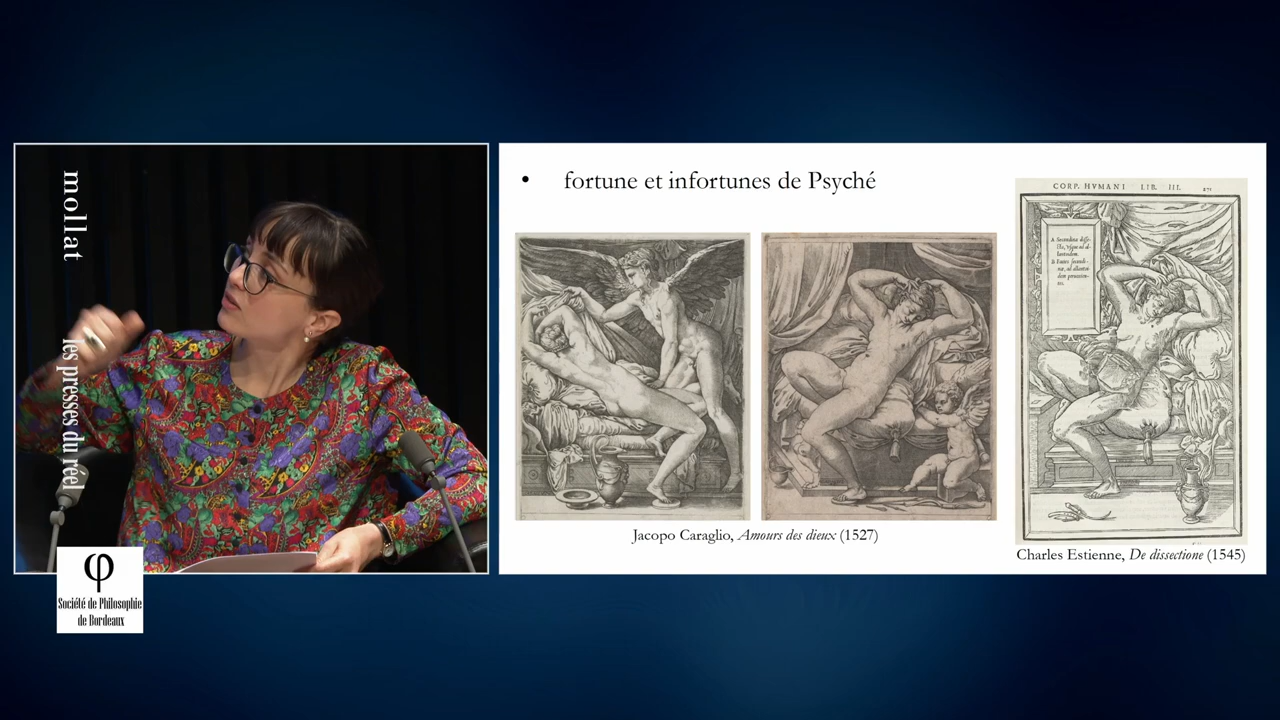 mollat
les presses du réel
φ
Société de Philosophie
de Bordeaux
• fortune et infortunes de Psyché
Jacopo Caraglio, Amours des dieux (1527)
CORP. HVMANI LIB. III.
Charles Estienne, De dissectione (1545)